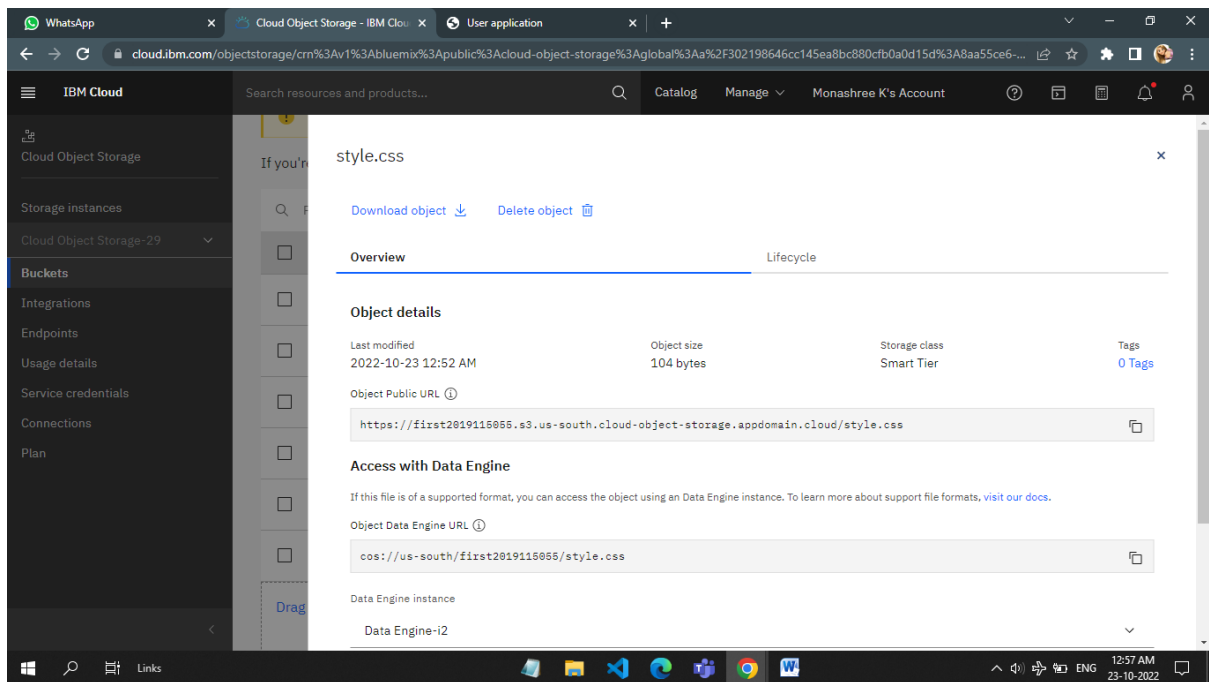 WhatsApp
Cloud Object Storage - IBM Clou
User application
cloud.ibm.com/objectstorage/crn%3Av1%3Abluemix%3Apublic%3Acloud-object-storage%3Aglobal%3Aa%2F302198646cc145ea8bc880cfb0a0d15d%3A8aa55ce6-...
IBM Cloud
Search resources and products...
Catalog
Manage
Monashree K's Account
Cloud Object Storage
Storage instances
Cloud Object Storage-29
Buckets
Integrations
Endpoints
Usage details
Service credentials
Connections
Plan
If you'r
Drag
style.css
Download object
Delete object
Overview
Lifecycle
Object details
Last modified
2022-10-23 12:52 AM
Object size
104 bytes
Storage class
Smart Tier
Tags
0 Tags
Object Public URL
https://first2019115055.s3.us-south.cloud-object-storage.appdomain.cloud/style.css
Access with Data Engine
If this file is of a supported format, you can access the object using an Data Engine instance. To learn more about support file formats, visit our docs.
Object Data Engine URL
cos://us-south/first2019115055/style.css
Data Engine instance
Data Engine-i2
Links
ENG
12:57 AM
23-10-2022